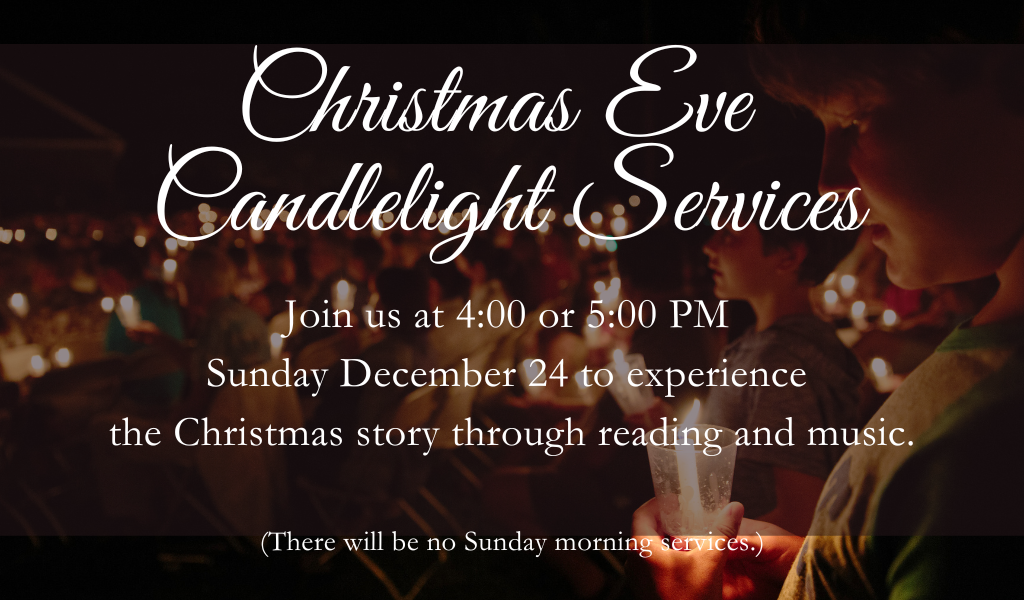 Christmas Eve
Candlelight Services
Join us at 4:00 or 5:00 PM
Sunday December 24 to experience
the Christmas story through reading and music.
(There will be no Sunday morning services.)